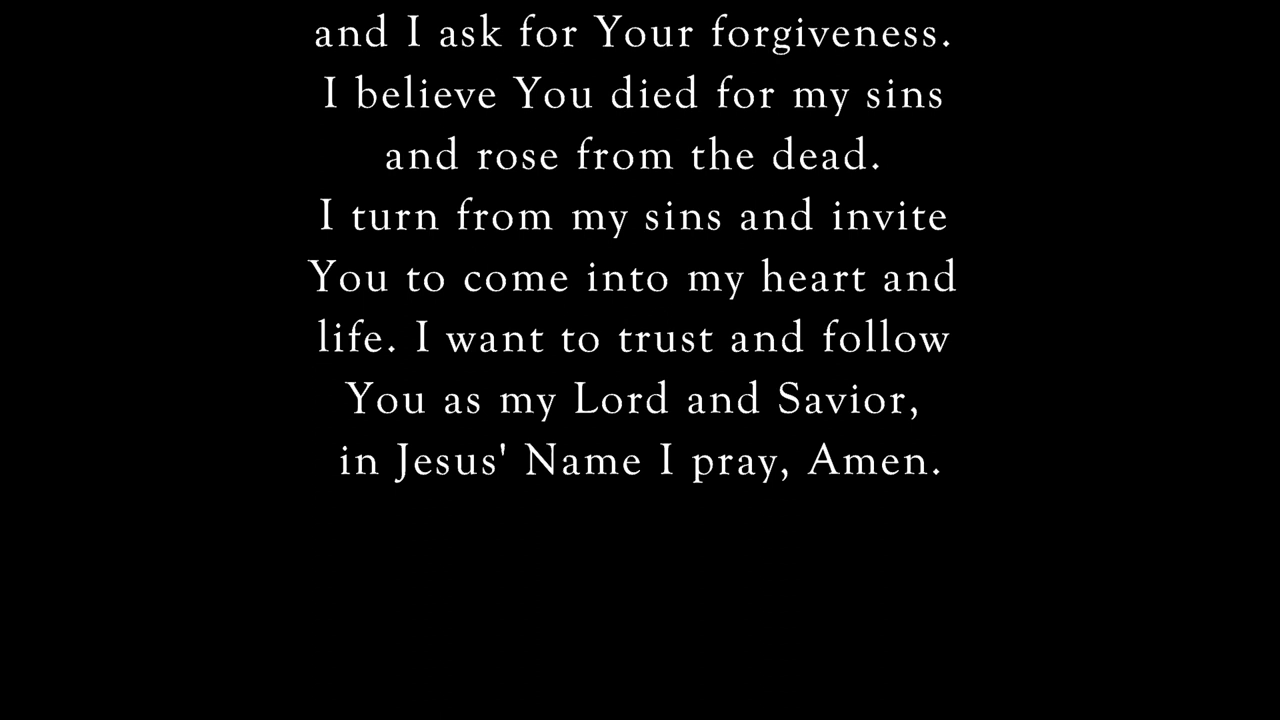 and I ask for Your forgiveness.
I believe You died for my sins
and rose from the dead.
I turn from my sins and invite
You to come into my heart and
life. I want to trust and follow
You as my Lord and Savior,
in Jesus' Name I pray, Amen.